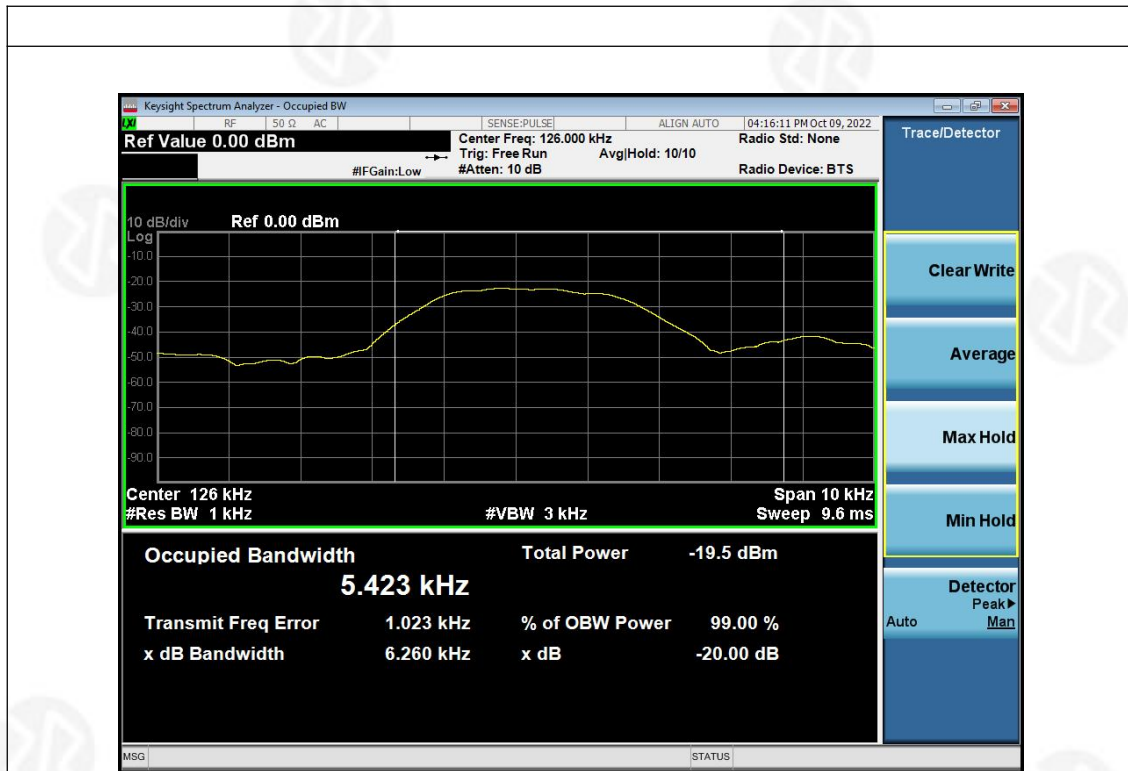 Keysight Spectrum Analyzer - Occupied BW
LXI RF 50 Ω AC SENSE:PULSE ALIGN AUTO 04:16:11 PM Oct 09, 2022
Ref Value 0.00 dBm Center Freq: 126.000 kHz Radio Std: None
Trig: Free Run Avg|Hold: 10/10
#IFGain:Low #Atten: 10 dB Radio Device: BTS
Trace/Detector
10 dB/div Ref 0.00 dBm
Log
-10.0
-20.0
-30.0
-40.0
-50.0
-60.0
-70.0
-80.0
-90.0
Center 126 kHz Span 10 kHz
#Res BW 1 kHz #VBW 3 kHz Sweep 9.6 ms
Occupied Bandwidth Total Power -19.5 dBm
5.423 kHz
Transmit Freq Error 1.023 kHz % of OBW Power 99.00 %
x dB Bandwidth 6.260 kHz x dB -20.00 dB
Clear Write
Average
Max Hold
Min Hold
Detector
Peak▶
Auto Man
MSG STATUS